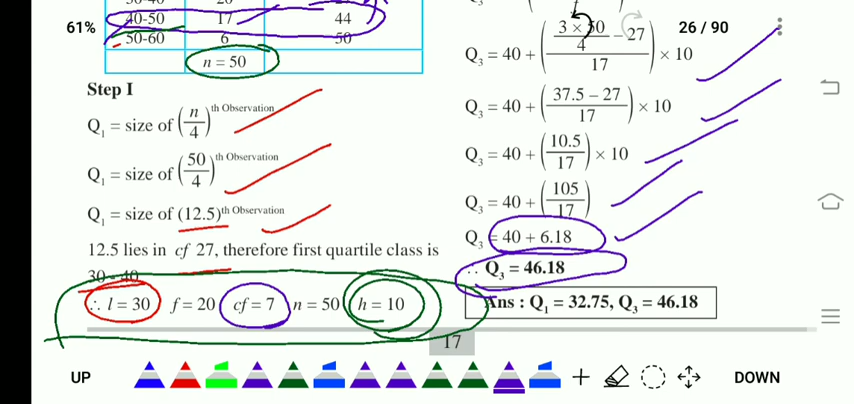 61%
30-40 20
40-50 17 44
50-60 6 50
n = 50
Step I
Q₁ = size of (n/4)^th Observation
Q₁ = size of (50/4)^th Observation
Q₁ = size of (12.5)^th Observation
12.5 lies in cf 27, therefore first quartile class is
30 - 40
∴ l = 30 f = 20 cf = 7 n = 50 h = 10
26 / 90
Q₃ = 40 + ((3 × 50/4 - 27)/17) × 10
Q₃ = 40 + ((37.5 – 27)/17) × 10
Q₃ = 40 + (10.5/17) × 10
Q₃ = 40 + (105/17)
Q₃ = 40 + 6.18
∴ Q₃ = 46.18
Ans : Q₁ = 32.75, Q₃ = 46.18
17
UP DOWN